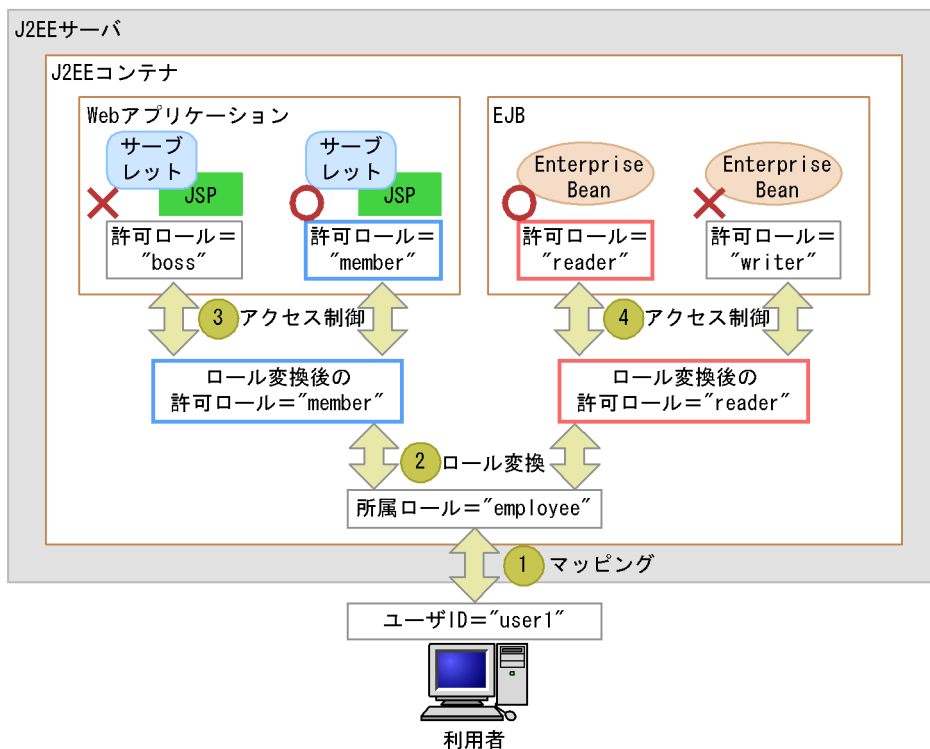 J2EEサーバ
J2EEコンテナ
Webアプリケーション
サーブ
レット
JSP
許可ロール＝
"boss"
サーブ
レット
JSP
許可ロール＝
"member"
EJB
Enterprise
Bean
許可ロール＝
"reader"
Enterprise
Bean
許可ロール＝
"writer"
3 アクセス制御
4 アクセス制御
ロール変換後の
許可ロール＝"member"
ロール変換後の
許可ロール＝"reader"
2 ロール変換
所属ロール＝"employee"
1 マッピング
ユーザID＝"user1"
利用者